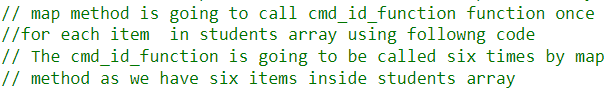 // map method is going to call cmd_id_function function once
//for each item  in students array using followng code
// The cmd_id_function is going to be called six times by map
// method as we have six items inside students array